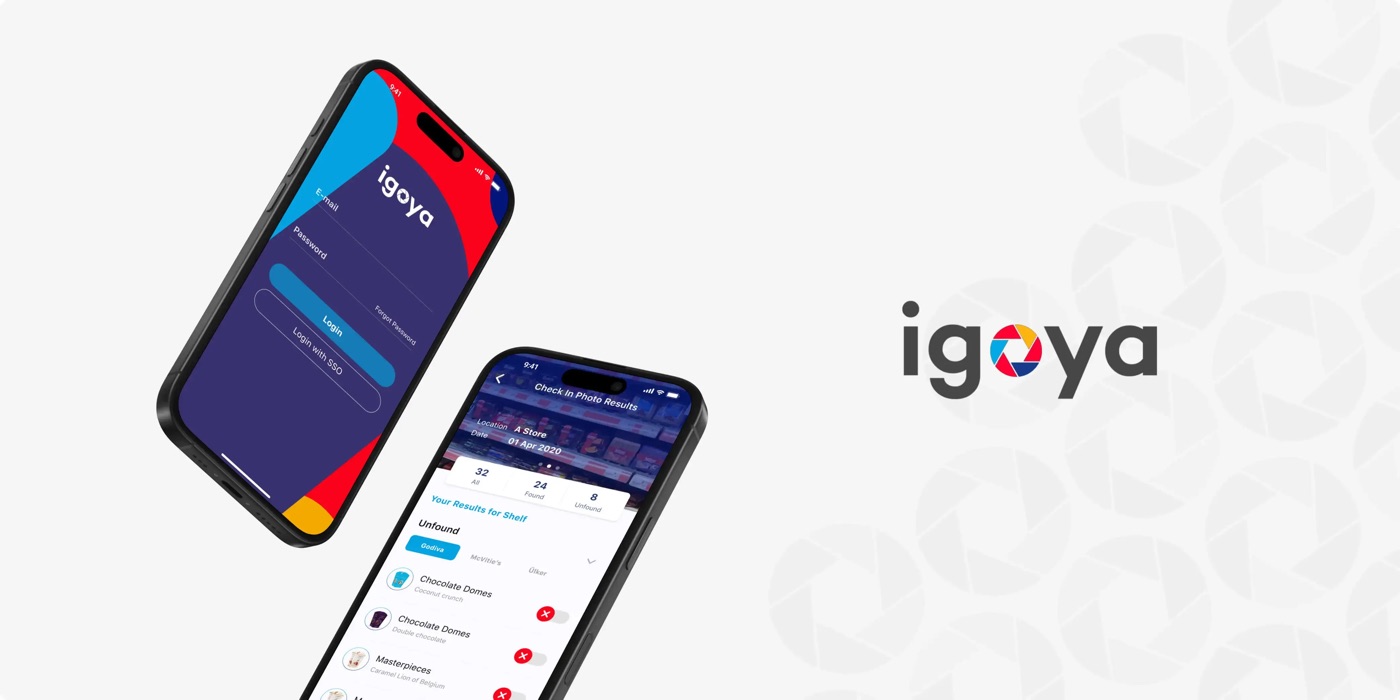 9:41
igoya
E-mail
Password
Forgot Password
Login
Login with SSO
9:41
Check In Photo Results
Location A Store
Date 01 Apr 2020
32 24 8
All Found Unfound
Your Results for Shelf
Unfound
Godiva McVitie's Ülker
Chocolate Domes
Coconut crunch
Chocolate Domes
Double chocolate
Masterpieces
Caramel Lion of Belgium
igoya